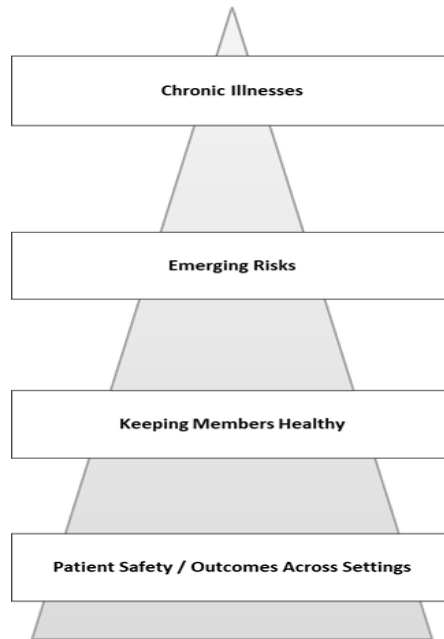 Chronic Illnesses
Emerging Risks
Keeping Members Healthy
Patient Safety / Outcomes Across Settings